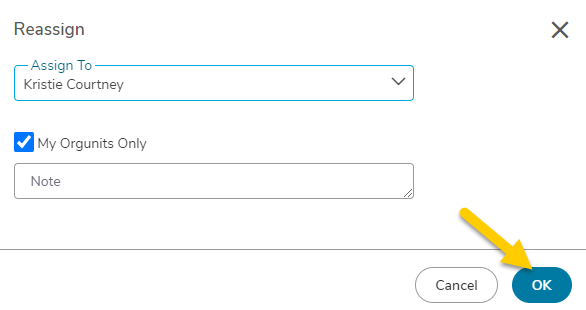 Reassign
Assign To
Kristie Courtney
My Orgunits Only
Note
Cancel
OK